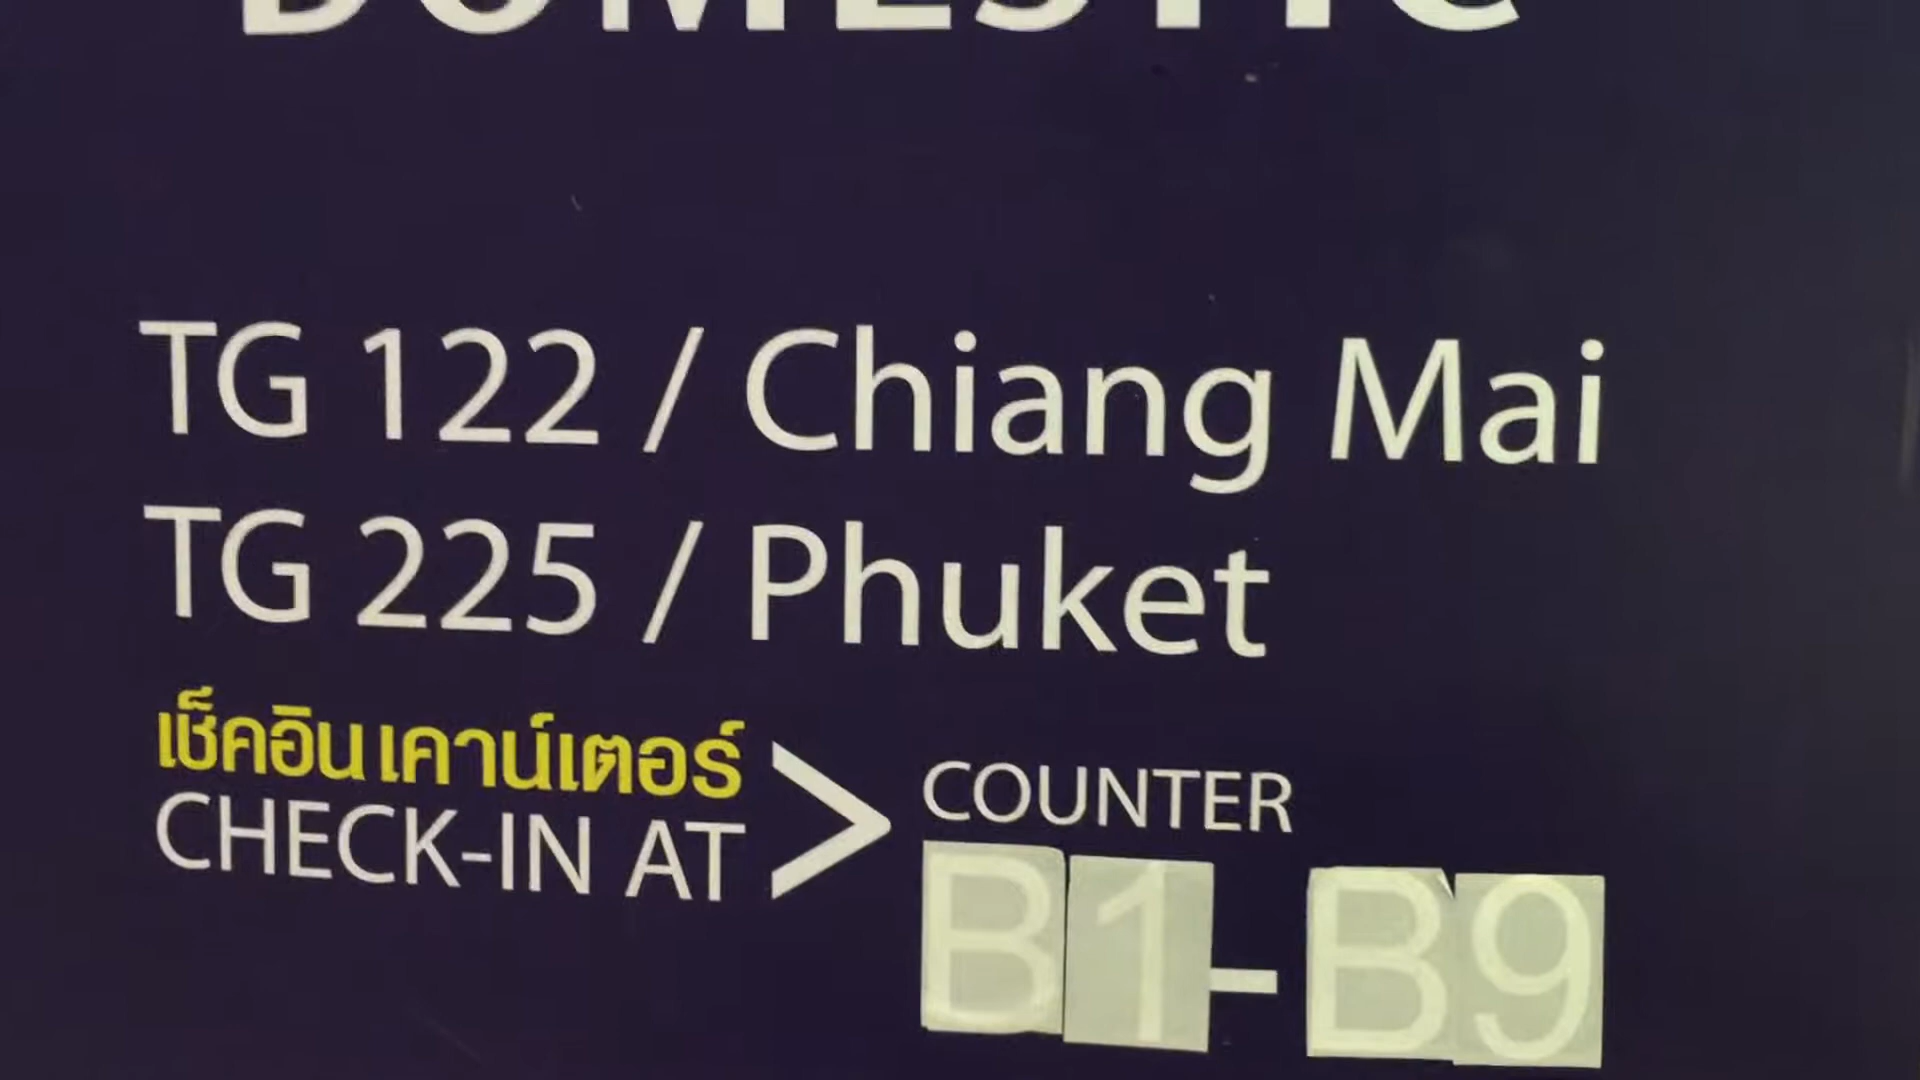 DOMESTIC
TG 122 / Chiang Mai
TG 225 / Phuket
เช็คอิน เคาน์เตอร์
CHECK-IN AT > COUNTER
B1-B9